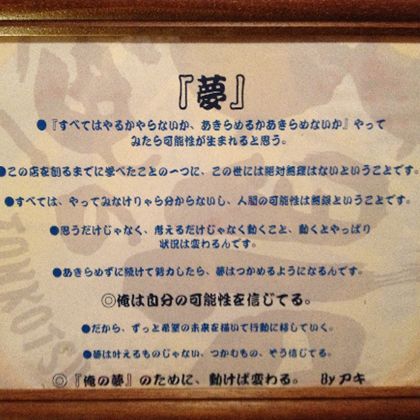 『夢』
●『すべてはやるかやらないか、あきらめるかあきらめないか』やって
みたら可能性が生まれると思う。
●この店を創るまでに学べたことの一つに、この世には絶対無理はないということです。
●すべては、やってみなけりゃら分からないし、人間の可能性は無限ということです。
●思うだけじゃなく、考えるだけじゃなく動くこと、動くとやっぱり
状況は変わるんです。
●あきらめずに続けて努力したら、夢はつかめるようになるんです。
◎俺は自分の可能性を信じてる。
●だから、ずっと希望の未来を描いて行動に移していく。
●夢は叶えるものじゃない、つかむもの、そう信じてる。
◎『俺の夢』のために、動けば変わる。 By アキ
TONKOTS